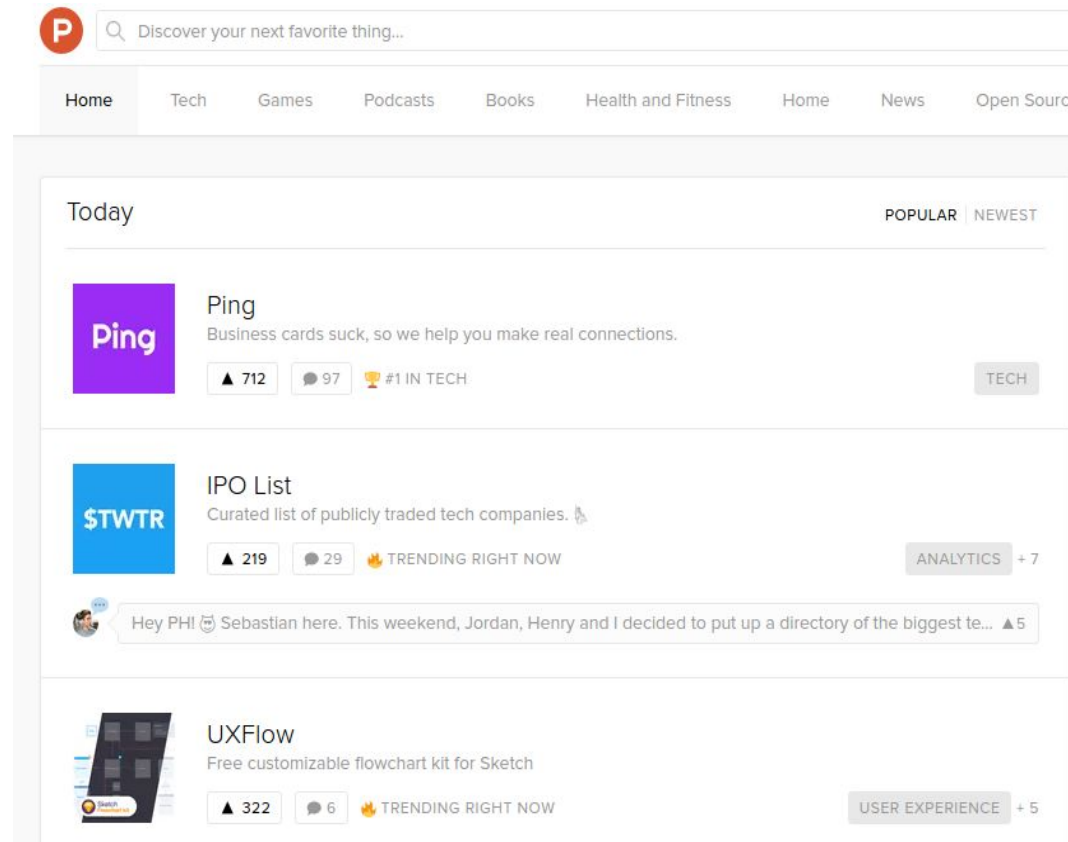 P Discover your next favorite thing...
Home Tech Games Podcasts Books Health and Fitness Home News Open Sourc
Today POPULAR NEWEST
Ping
Ping
Business cards suck, so we help you make real connections.
▲ 712 97 🏆 #1 IN TECH TECH
$TWTR
IPO List
Curated list of publicly traded tech companies.
▲ 219 29 🔥 TRENDING RIGHT NOW ANALYTICS + 7
Hey PH! Sebastian here. This weekend, Jordan, Henry and I decided to put up a directory of the biggest te... ▲5
UXFlow
Free customizable flowchart kit for Sketch
Sketch
▲ 322 6 🔥 TRENDING RIGHT NOW USER EXPERIENCE + 5